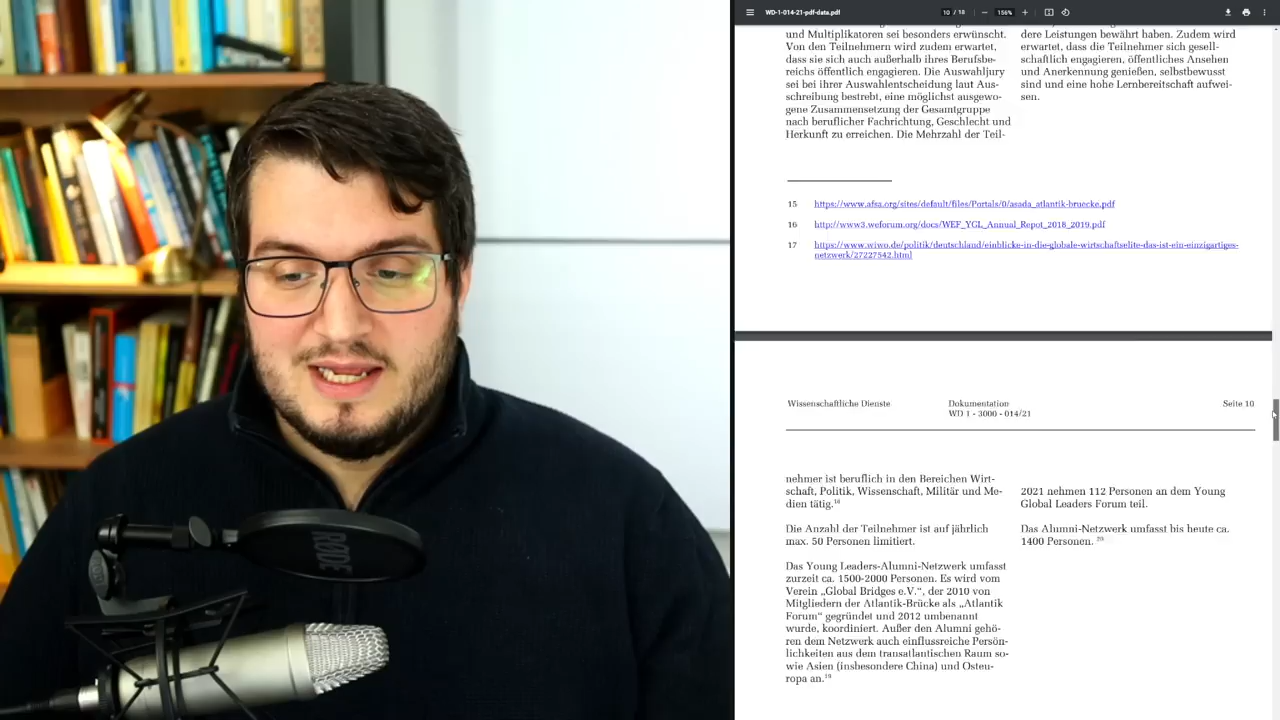 WD-1-014-21-pdf-data.pdf
10 / 18
156%
und Multiplikatoren sei besonders erwünscht.
Von den Teilnehmern wird zudem erwartet,
dass sie sich auch außerhalb ihres Berufsbe-
reichs öffentlich engagieren. Die Auswahljury
sei bei ihrer Auswahlentscheidung laut Aus-
schreibung bestrebt, eine möglichst ausgewo-
gene Zusammensetzung der Gesamtgruppe
nach beruflicher Fachrichtung, Geschlecht und
Herkunft zu erreichen. Die Mehrzahl der Teil-
dere Leistungen bewährt haben. Zudem wird
erwartet, dass die Teilnehmer sich gesell-
schaftlich engagieren, öffentliches Ansehen
und Anerkennung genießen, selbstbewusst
sind und eine hohe Lernbereitschaft aufwei-
sen.
15 https://www.afsa.org/sites/default/files/Portals/0/asada_atlantik-bruecke.pdf
16 http://www3.weforum.org/docs/WEF_YGL_Annual_Repot_2018_2019.pdf
17 https://www.wiwo.de/politik/deutschland/einblicke-in-die-globale-wirtschaftselite-das-ist-ein-einzigartiges-
netzwerk/27227542.html
Wissenschaftliche Dienste Dokumentation Seite 10
WD 1 - 3000 - 014/21
nehmer ist beruflich in den Bereichen Wirt-
schaft, Politik, Wissenschaft, Militär und Me-
dien tätig.18
Die Anzahl der Teilnehmer ist auf jährlich
max. 50 Personen limitiert.
Das Young Leaders-Alumni-Netzwerk umfasst
zurzeit ca. 1500-2000 Personen. Es wird vom
Verein „Global Bridges e.V.“, der 2010 von
Mitgliedern der Atlantik-Brücke als „Atlantik
Forum“ gegründet und 2012 umbenannt
wurde, koordiniert. Außer den Alumni gehö-
ren dem Netzwerk auch einflussreiche Persön-
lichkeiten aus dem transatlantischen Raum so-
wie Asien (insbesondere China) und Osteu-
ropa an.19
2021 nehmen 112 Personen an dem Young
Global Leaders Forum teil.
Das Alumni-Netzwerk umfasst bis heute ca.
1400 Personen. 20
RØDE